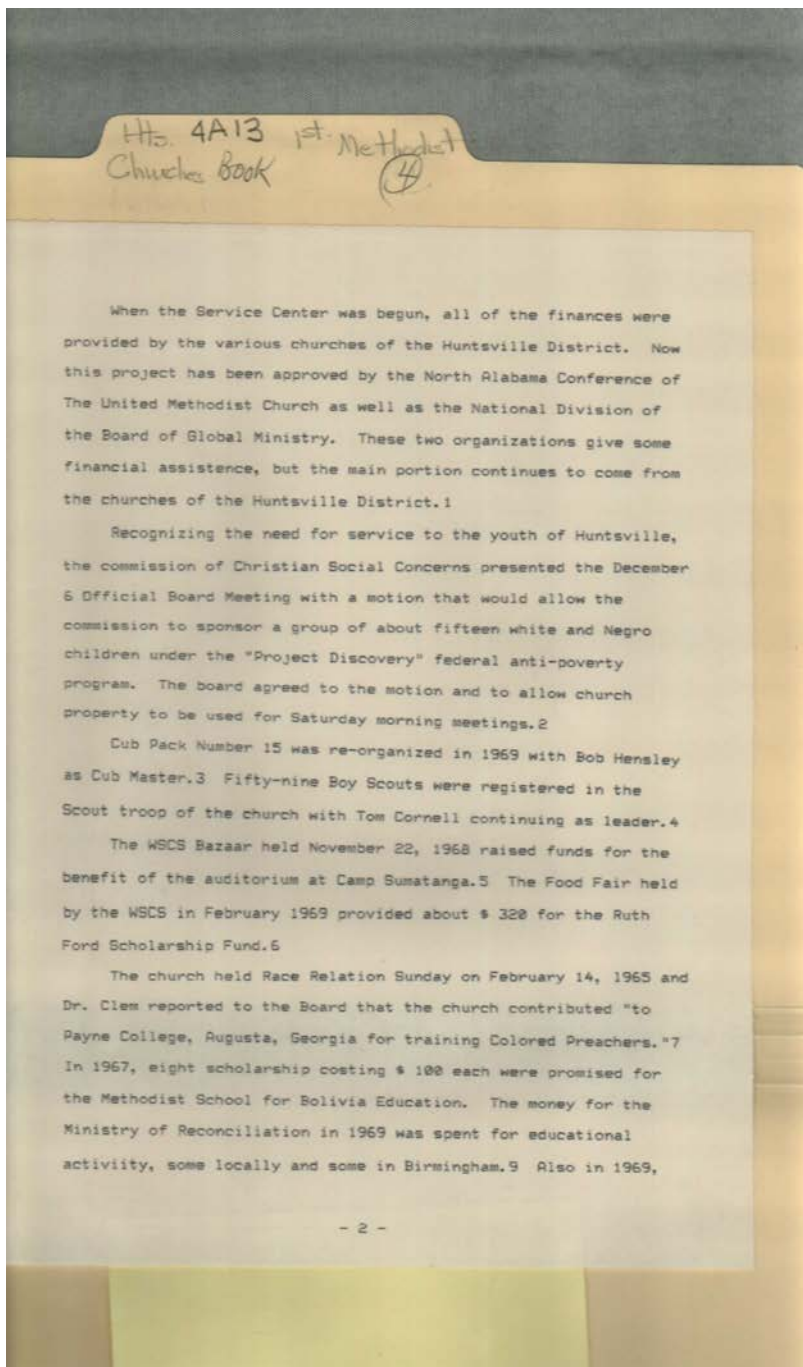 Hts. 4A13 1st. Methodist
Churches Book 4
When the Service Center was begun, all of the finances were
provided by the various churches of the Huntsville District. Now
this project has been approved by the North Alabama Conference of
The United Methodist Church as well as the National Division of
the Board of Global Ministry. These two organizations give some
financial assistence, but the main portion continues to come from
the churches of the Huntsville District.1
Recognizing the need for service to the youth of Huntsville,
the commission of Christian Social Concerns presented the December
6 Official Board Meeting with a motion that would allow the
commission to sponsor a group of about fifteen white and Negro
children under the "Project Discovery" federal anti-poverty
program. The board agreed to the motion and to allow church
property to be used for Saturday morning meetings.2
Cub Pack Number 15 was re-organized in 1969 with Bob Hensley
as Cub Master.3 Fifty-nine Boy Scouts were registered in the
Scout troop of the church with Tom Cornell continuing as leader.4
The WSCS Bazaar held November 22, 1968 raised funds for the
benefit of the auditorium at Camp Sumatanga.5 The Food Fair held
by the WSCS in February 1969 provided about $ 320 for the Ruth
Ford Scholarship Fund.6
The church held Race Relation Sunday on February 14, 1965 and
Dr. Clem reported to the Board that the church contributed "to
Payne College, Augusta, Georgia for training Colored Preachers."7
In 1967, eight scholarship costing $ 100 each were promised for
the Methodist School for Bolivia Education. The money for the
Ministry of Reconciliation in 1969 was spent for educational
activiity, some locally and some in Birmingham.9 Also in 1969,
- 2 -